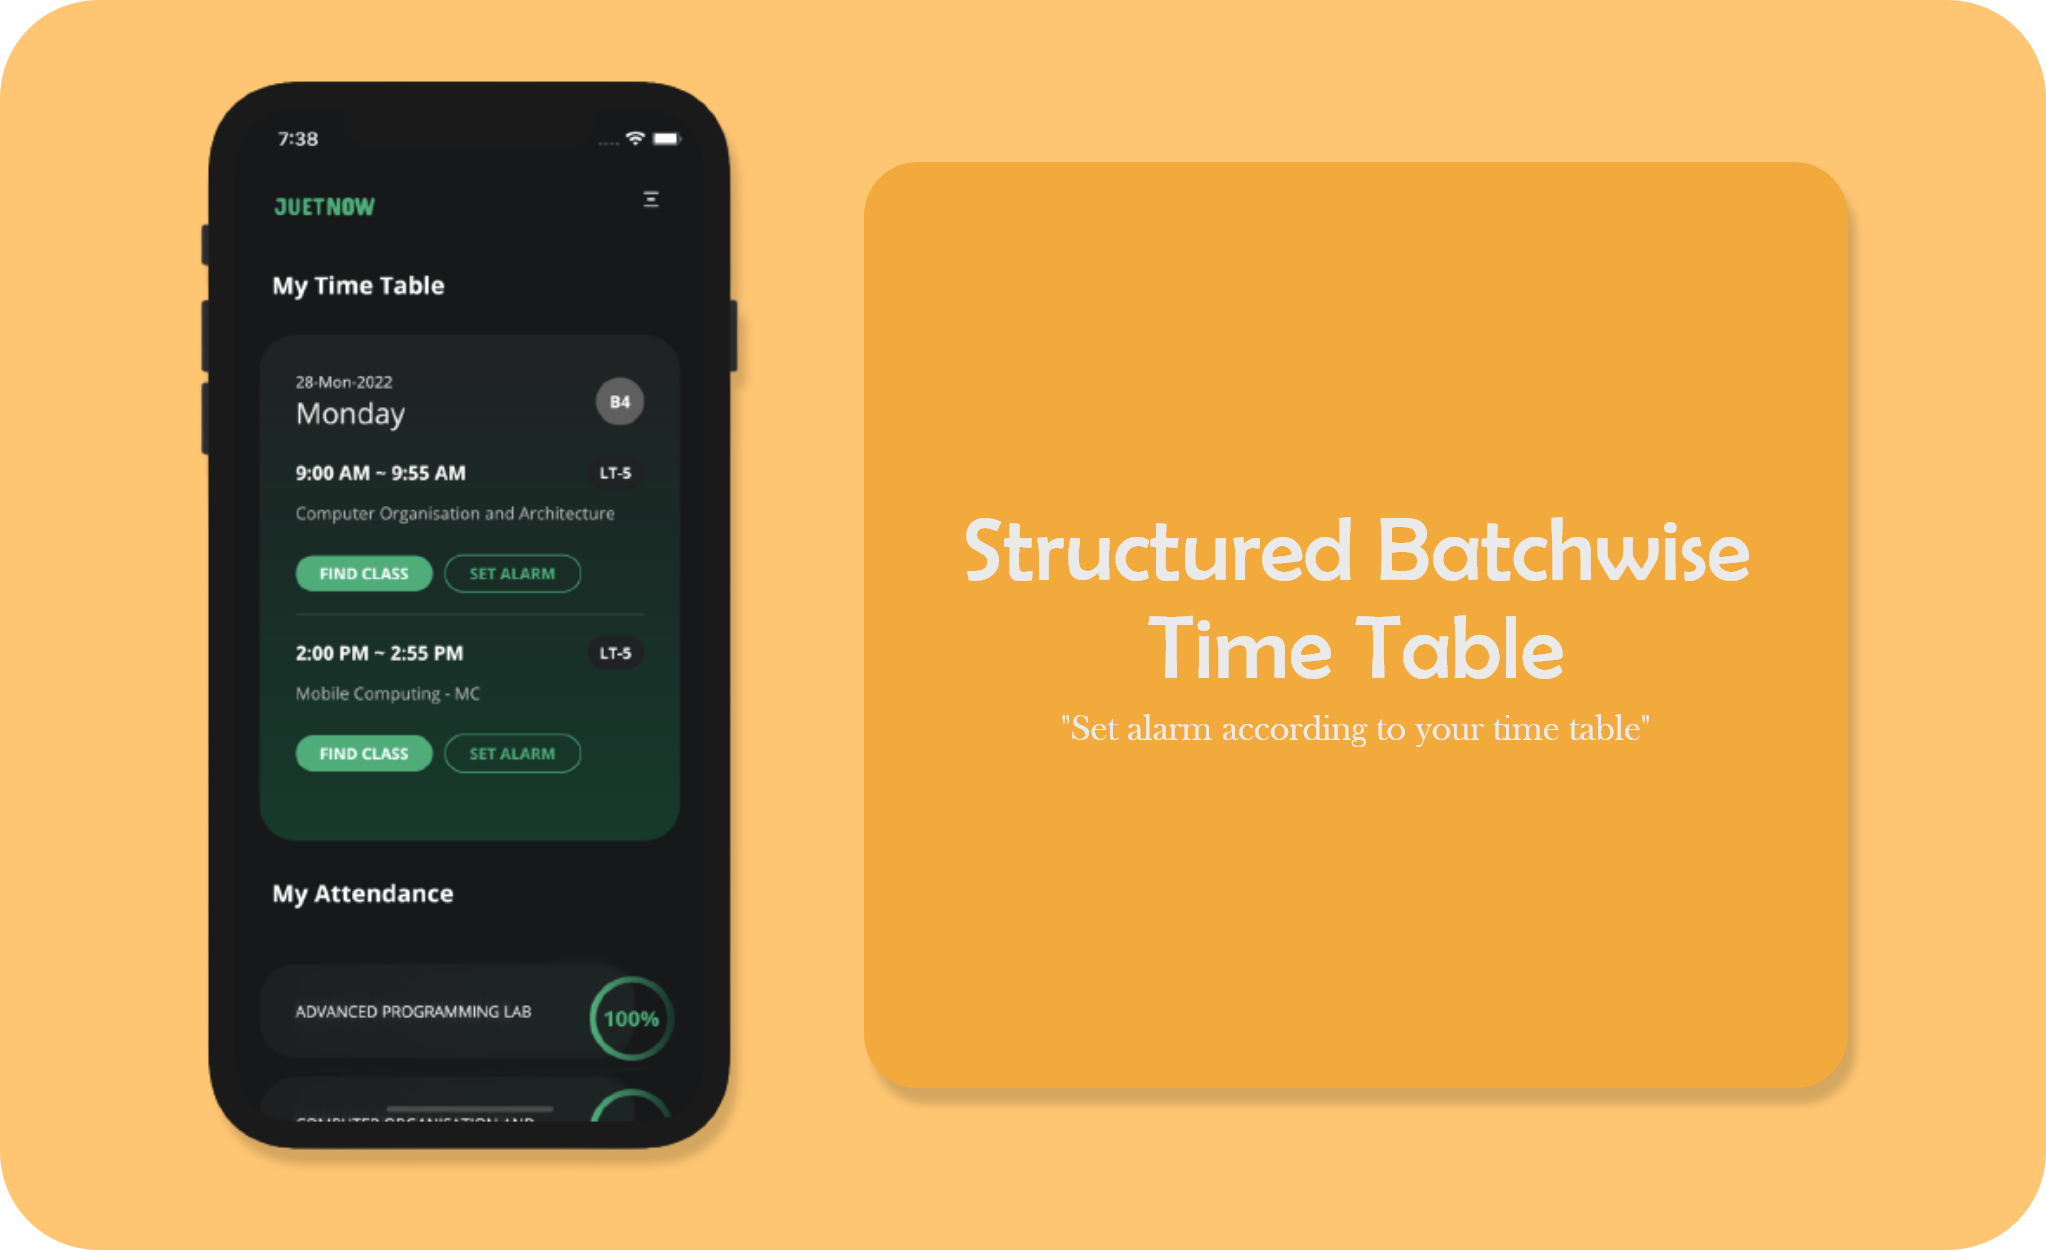 7:38
JUETNOW
My Time Table
28-Mon-2022
Monday
B4
9:00 AM ~ 9:55 AM
LT-5
Computer Organisation and Architecture
FIND CLASS
SET ALARM
2:00 PM ~ 2:55 PM
LT-5
Mobile Computing - MC
FIND CLASS
SET ALARM
My Attendance
ADVANCED PROGRAMMING LAB
100%
COMPUTER ORGANISATION AND
Structured Batchwise
Time Table
"Set alarm according to your time table"